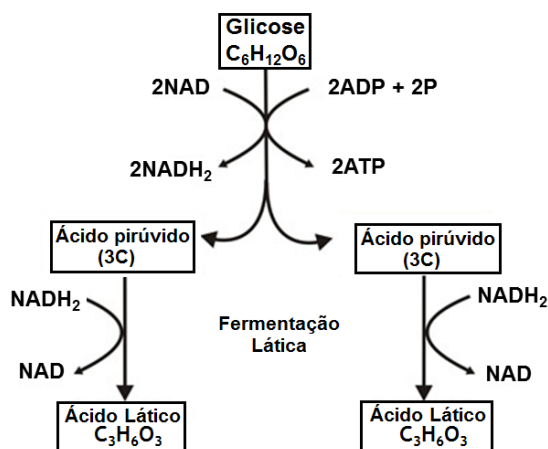 Glicose
C₆H₁₂O₆
2NAD
2ADP + 2P
2NADH₂
2ATP
Ácido pirúvido
(3C)
Ácido pirúvido
(3C)
NADH₂
NAD
Fermentação
Lática
NADH₂
NAD
Ácido Lático
C₃H₆O₃
Ácido Lático
C₃H₆O₃